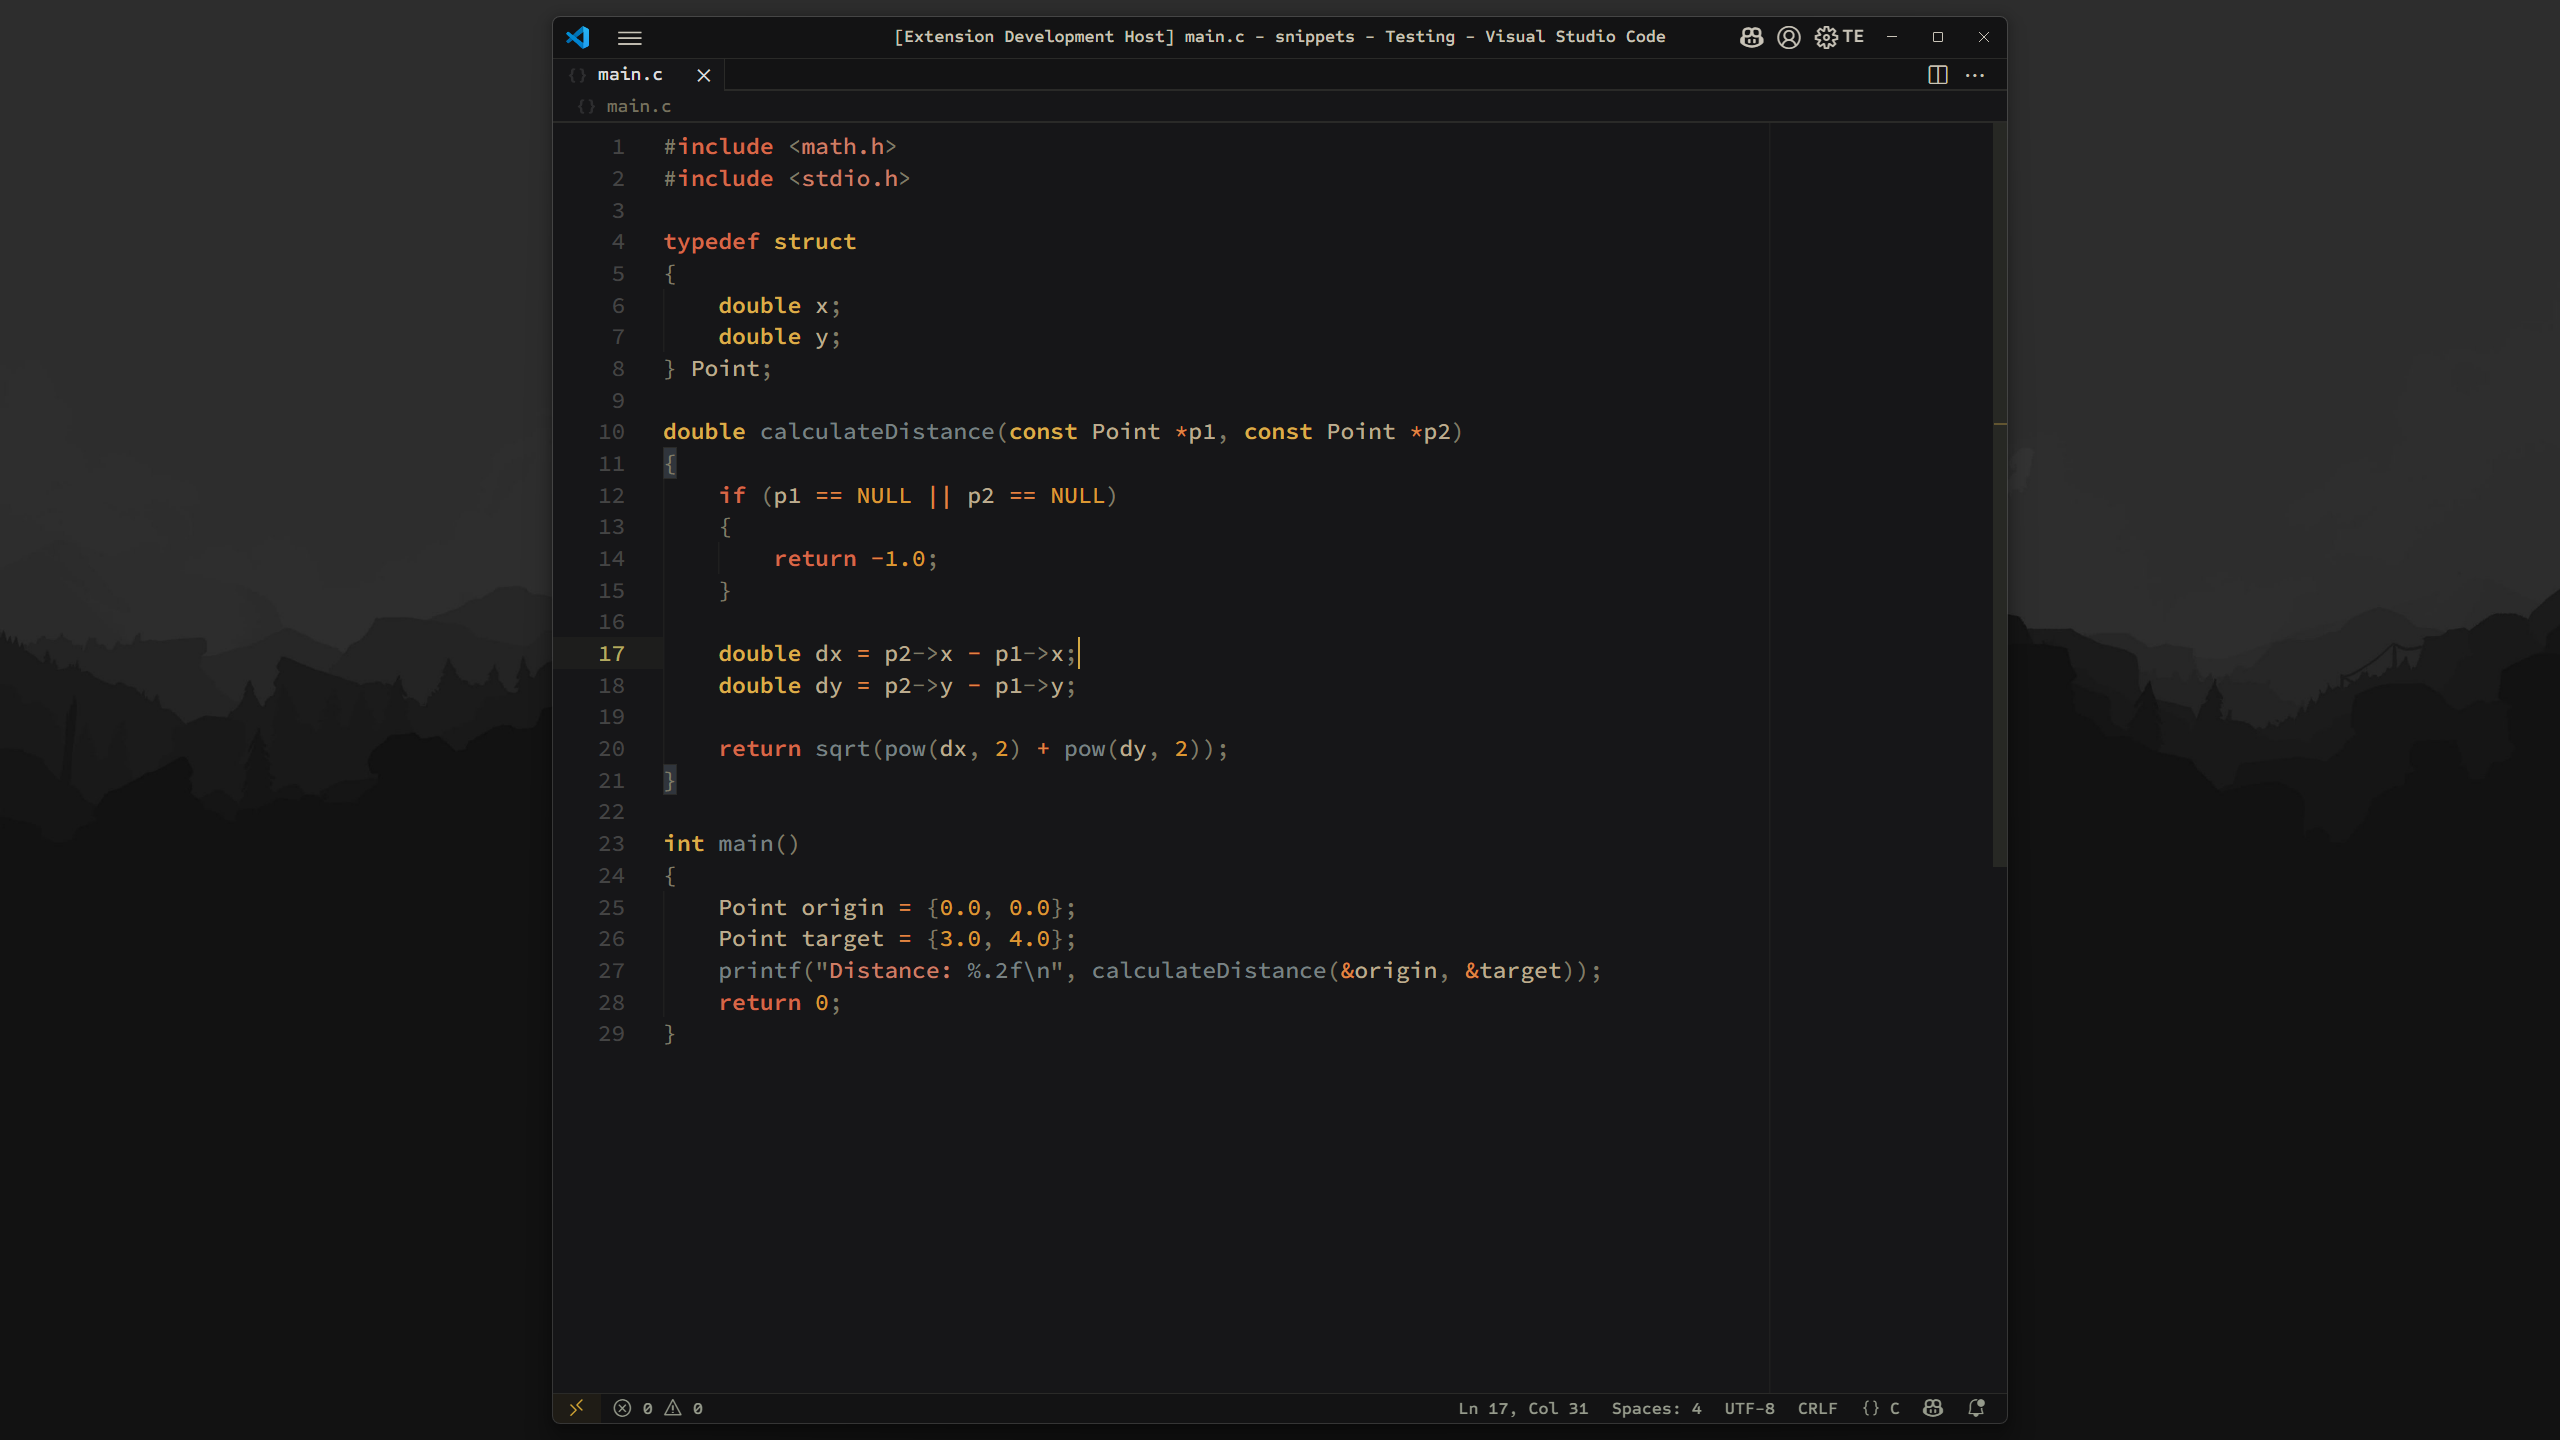 [Extension Development Host] main.c - snippets - Testing - Visual Studio Code TE
{} main.c
{} main.c
1 #include <math.h>
2 #include <stdio.h>
3
4 typedef struct
5 {
6     double x;
7     double y;
8 } Point;
9
10 double calculateDistance(const Point *p1, const Point *p2)
11 {
12     if (p1 == NULL || p2 == NULL)
13     {
14         return -1.0;
15     }
16
17     double dx = p2->x - p1->x;
18     double dy = p2->y - p1->y;
19
20     return sqrt(pow(dx, 2) + pow(dy, 2));
21 }
22
23 int main()
24 {
25     Point origin = {0.0, 0.0};
26     Point target = {3.0, 4.0};
27     printf("Distance: %.2f\n", calculateDistance(&origin, &target));
28     return 0;
29 }
0 0 Ln 17, Col 31 Spaces: 4 UTF-8 CRLF {} C